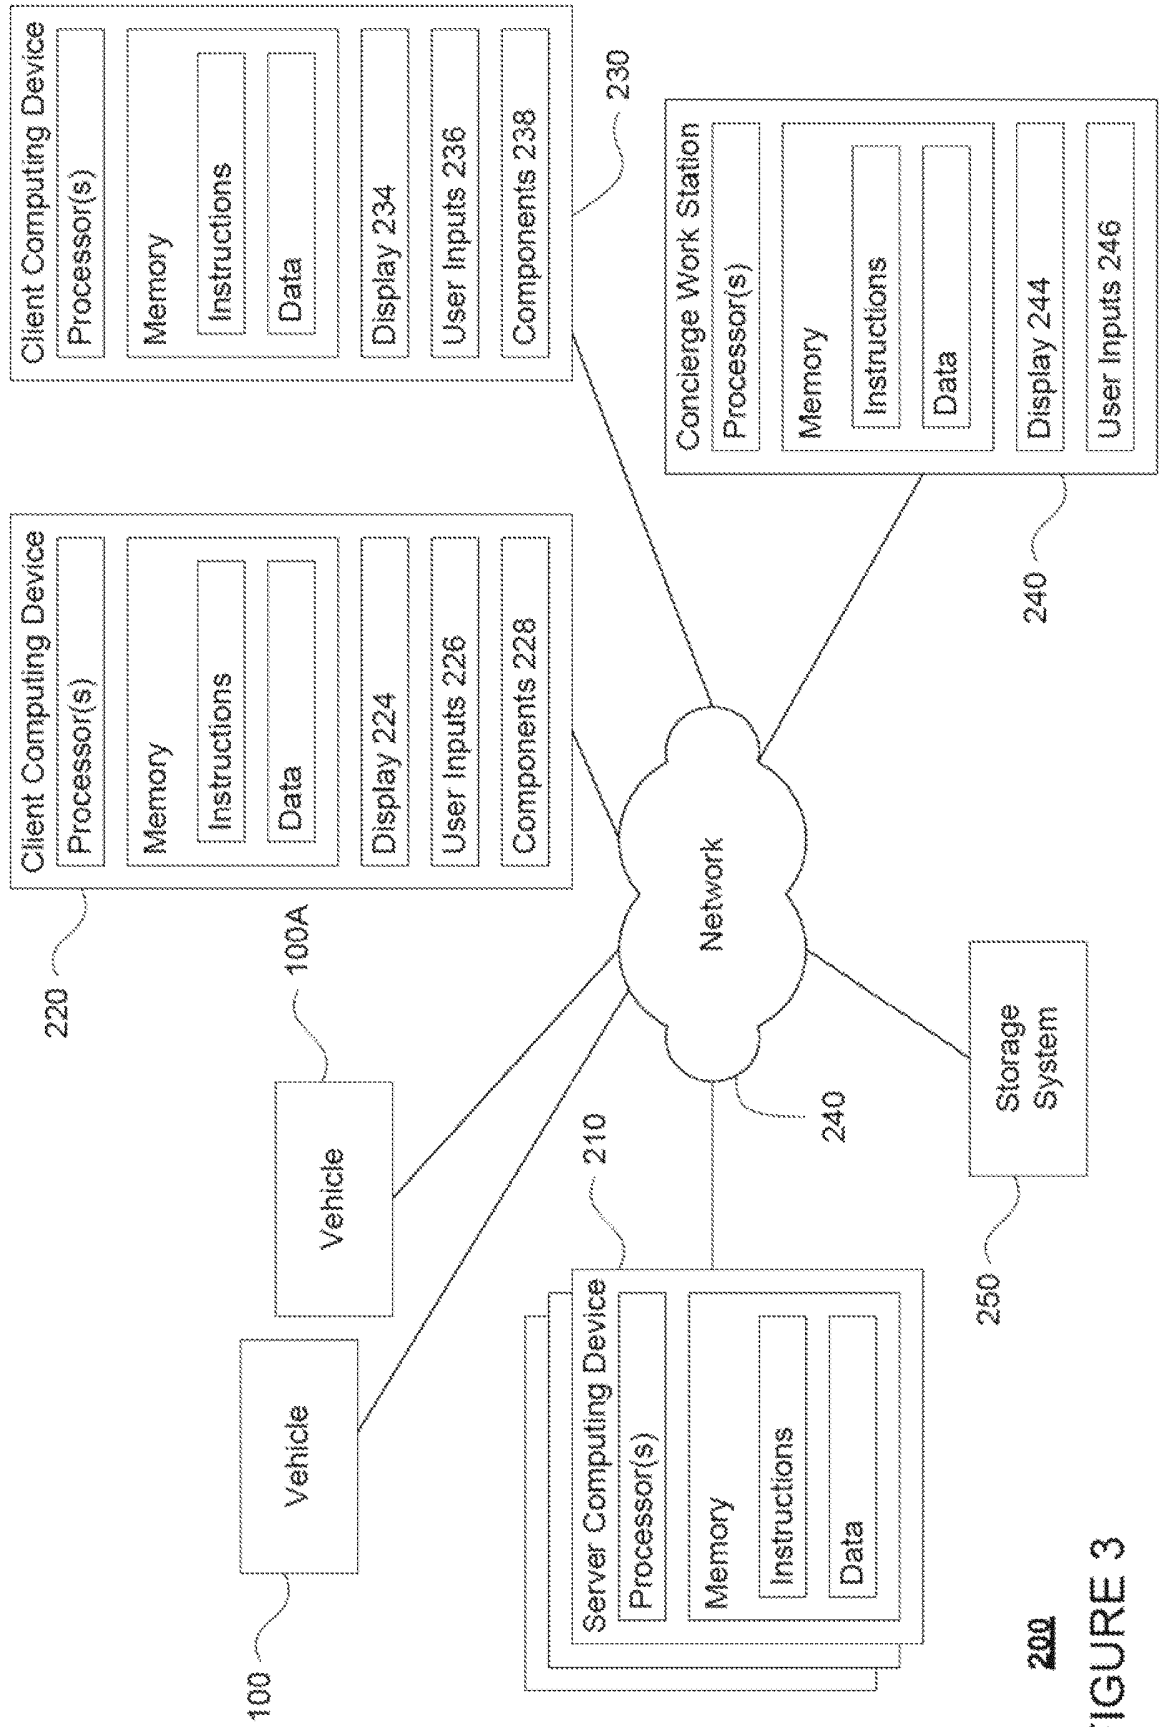 Client Computing Device
Processor(s)
Memory
Instructions
Data
Display 224
User Inputs 226
Components 228
220
Client Computing Device
Processor(s)
Memory
Instructions
Data
Display 234
User Inputs 236
Components 238
230
Vehicle
100
Vehicle
100A
Server Computing Device
Processor(s)
Memory
Instructions
Data
210
Network
240
Concierge Work Station
Processor(s)
Memory
Instructions
Data
Display 244
User Inputs 246
240
Storage
System
250
200
FIGURE 3